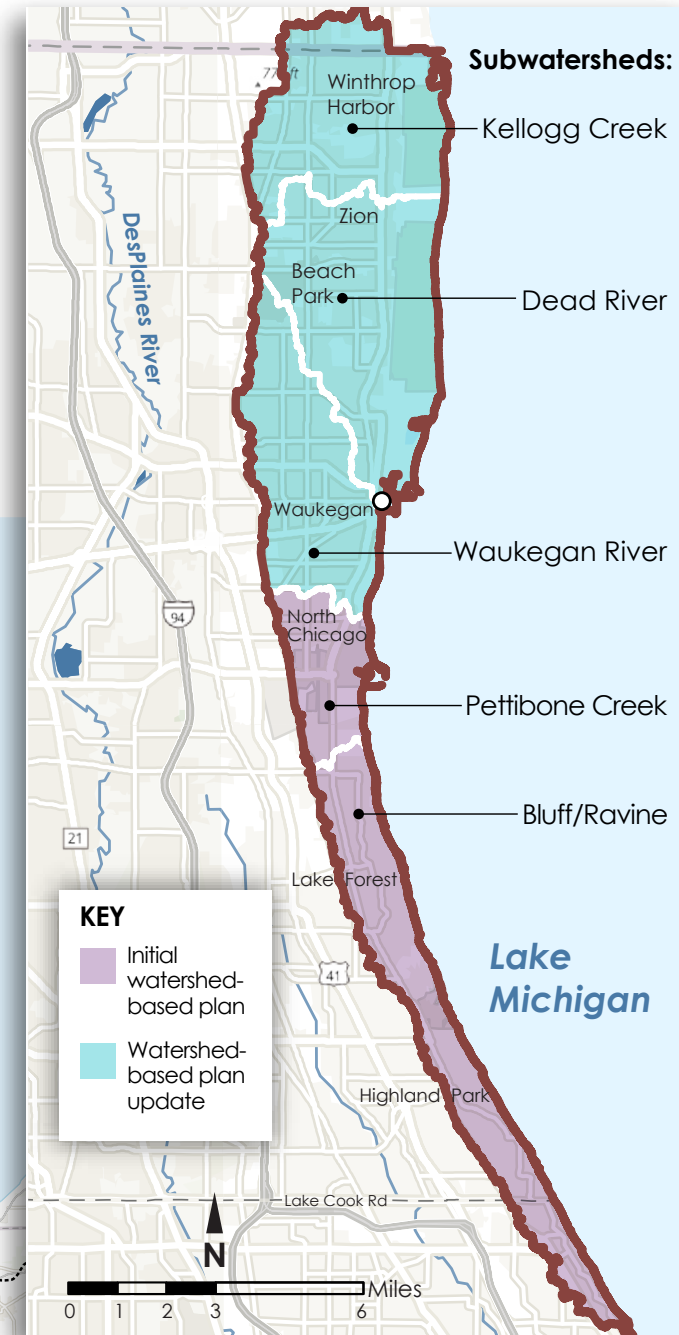 Subwatersheds:
77 ft
Winthrop
Harbor
Kellogg Creek
Zion
DesPlaines River
Beach
Park
Dead River
Waukegan
Waukegan River
94
North
Chicago
Pettibone Creek
Bluff/Ravine
21
Lake Forest
KEY
Initial
watershed-
based plan
Watershed-
based plan
update
41
Lake
Michigan
Highland Park
Lake Cook Rd
N
Miles
0 1 2 3 6